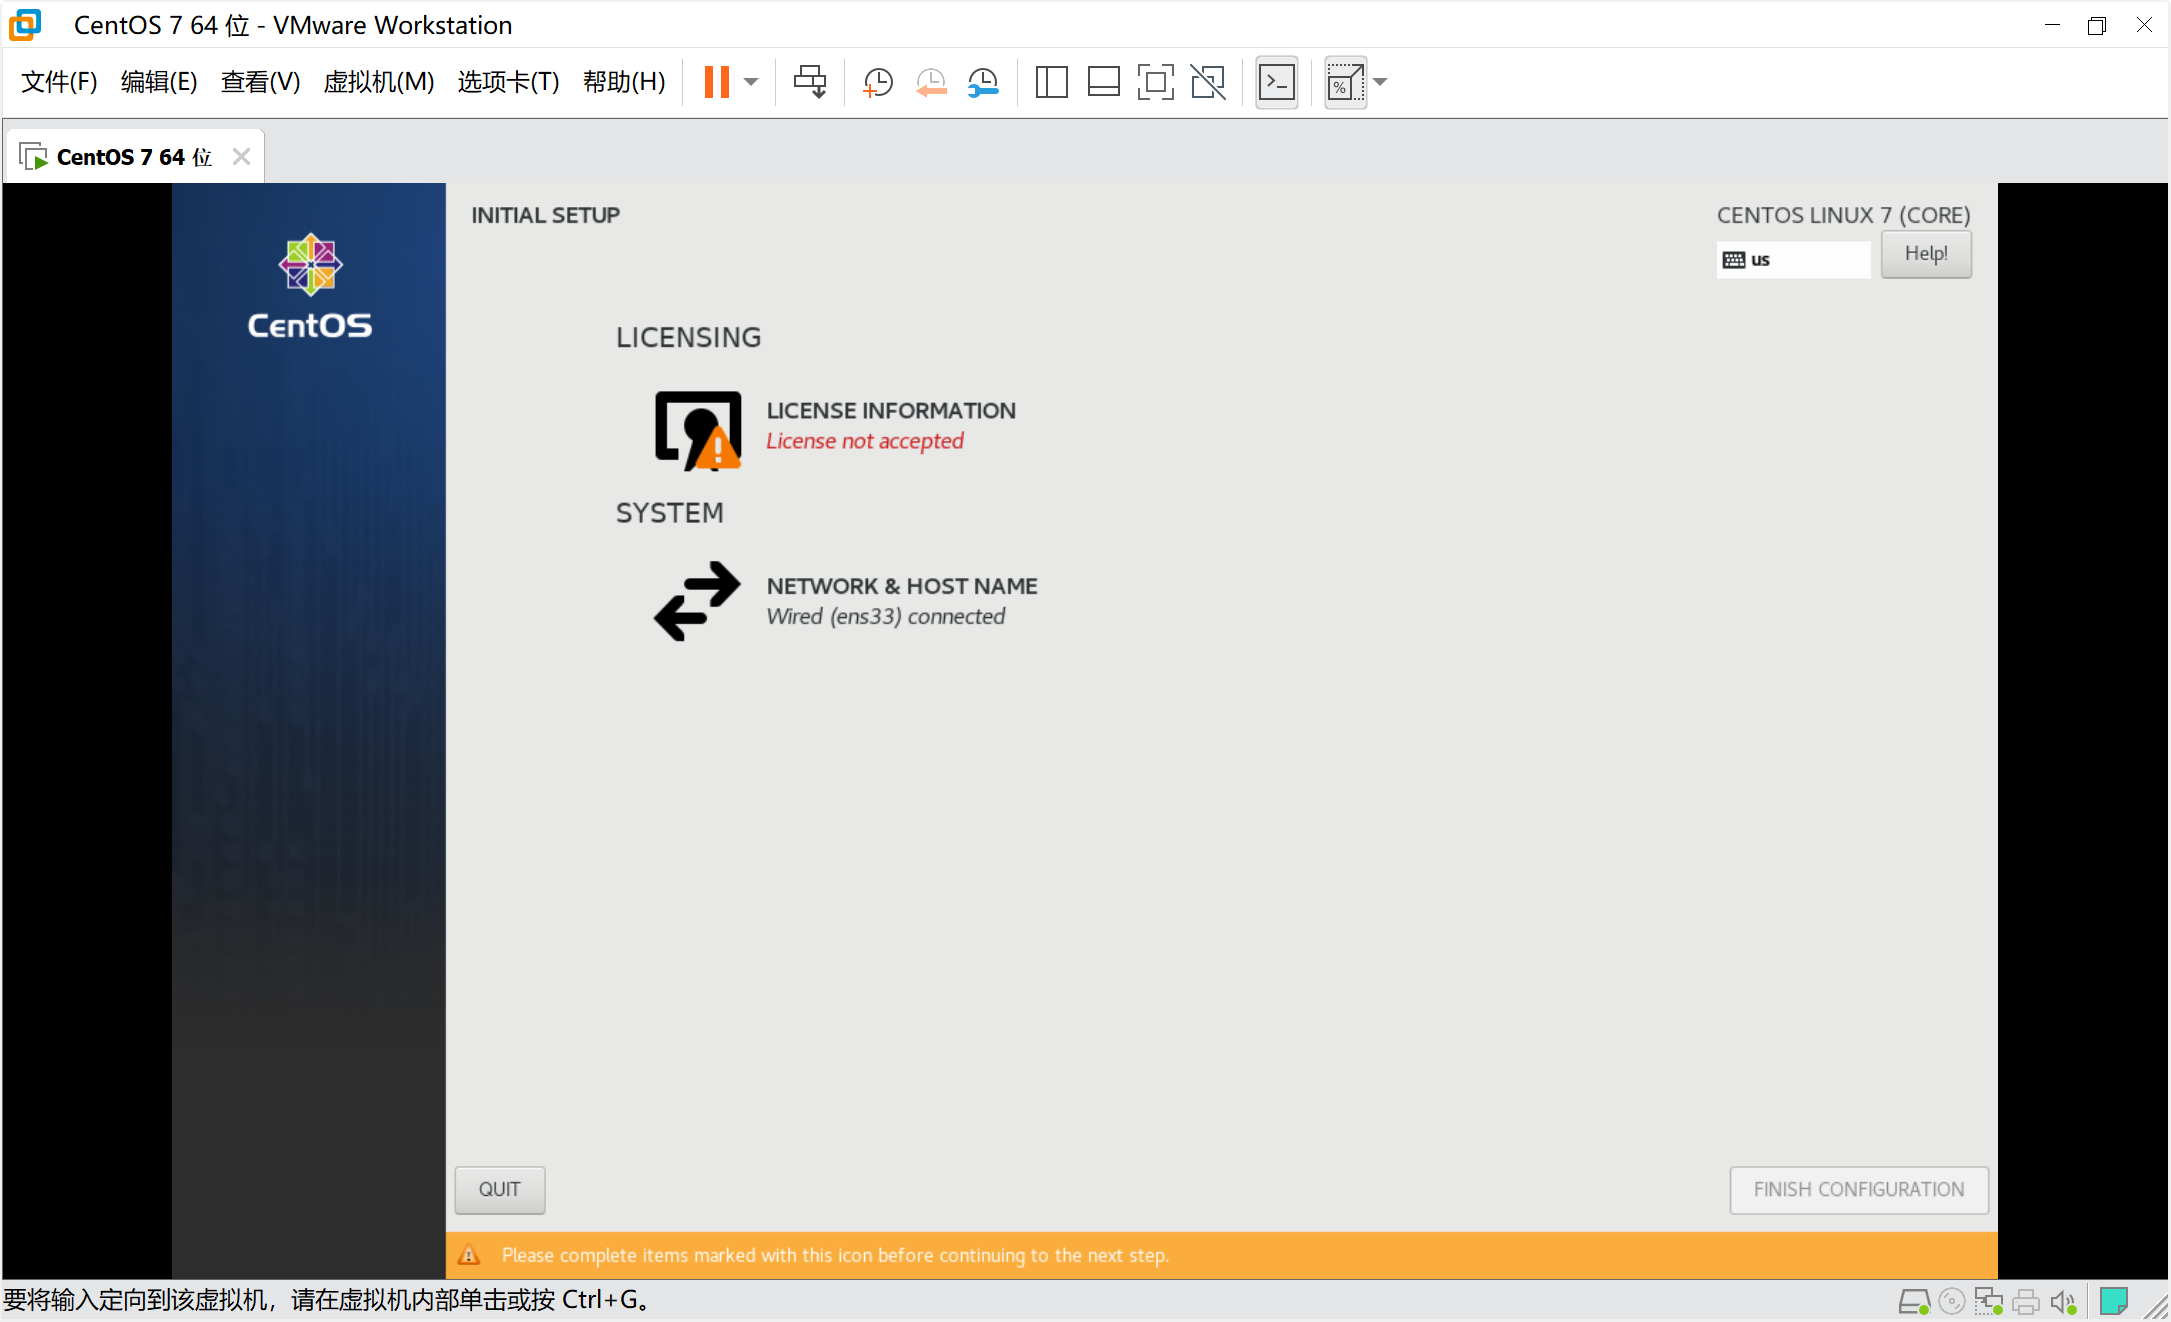 CentOS 7 64 位 - VMware Workstation
文件(F) 编辑(E) 查看(V) 虚拟机(M) 选项卡(T) 帮助(H)
CentOS 7 64 位
CentOS
INITIAL SETUP
CENTOS LINUX 7 (CORE)
us
Help!
LICENSING
LICENSE INFORMATION
License not accepted
SYSTEM
NETWORK & HOST NAME
Wired (ens33) connected
QUIT
FINISH CONFIGURATION
Please complete items marked with this icon before continuing to the next step.
要将输入定向到该虚拟机，请在虚拟机内部单击或按 Ctrl+G。